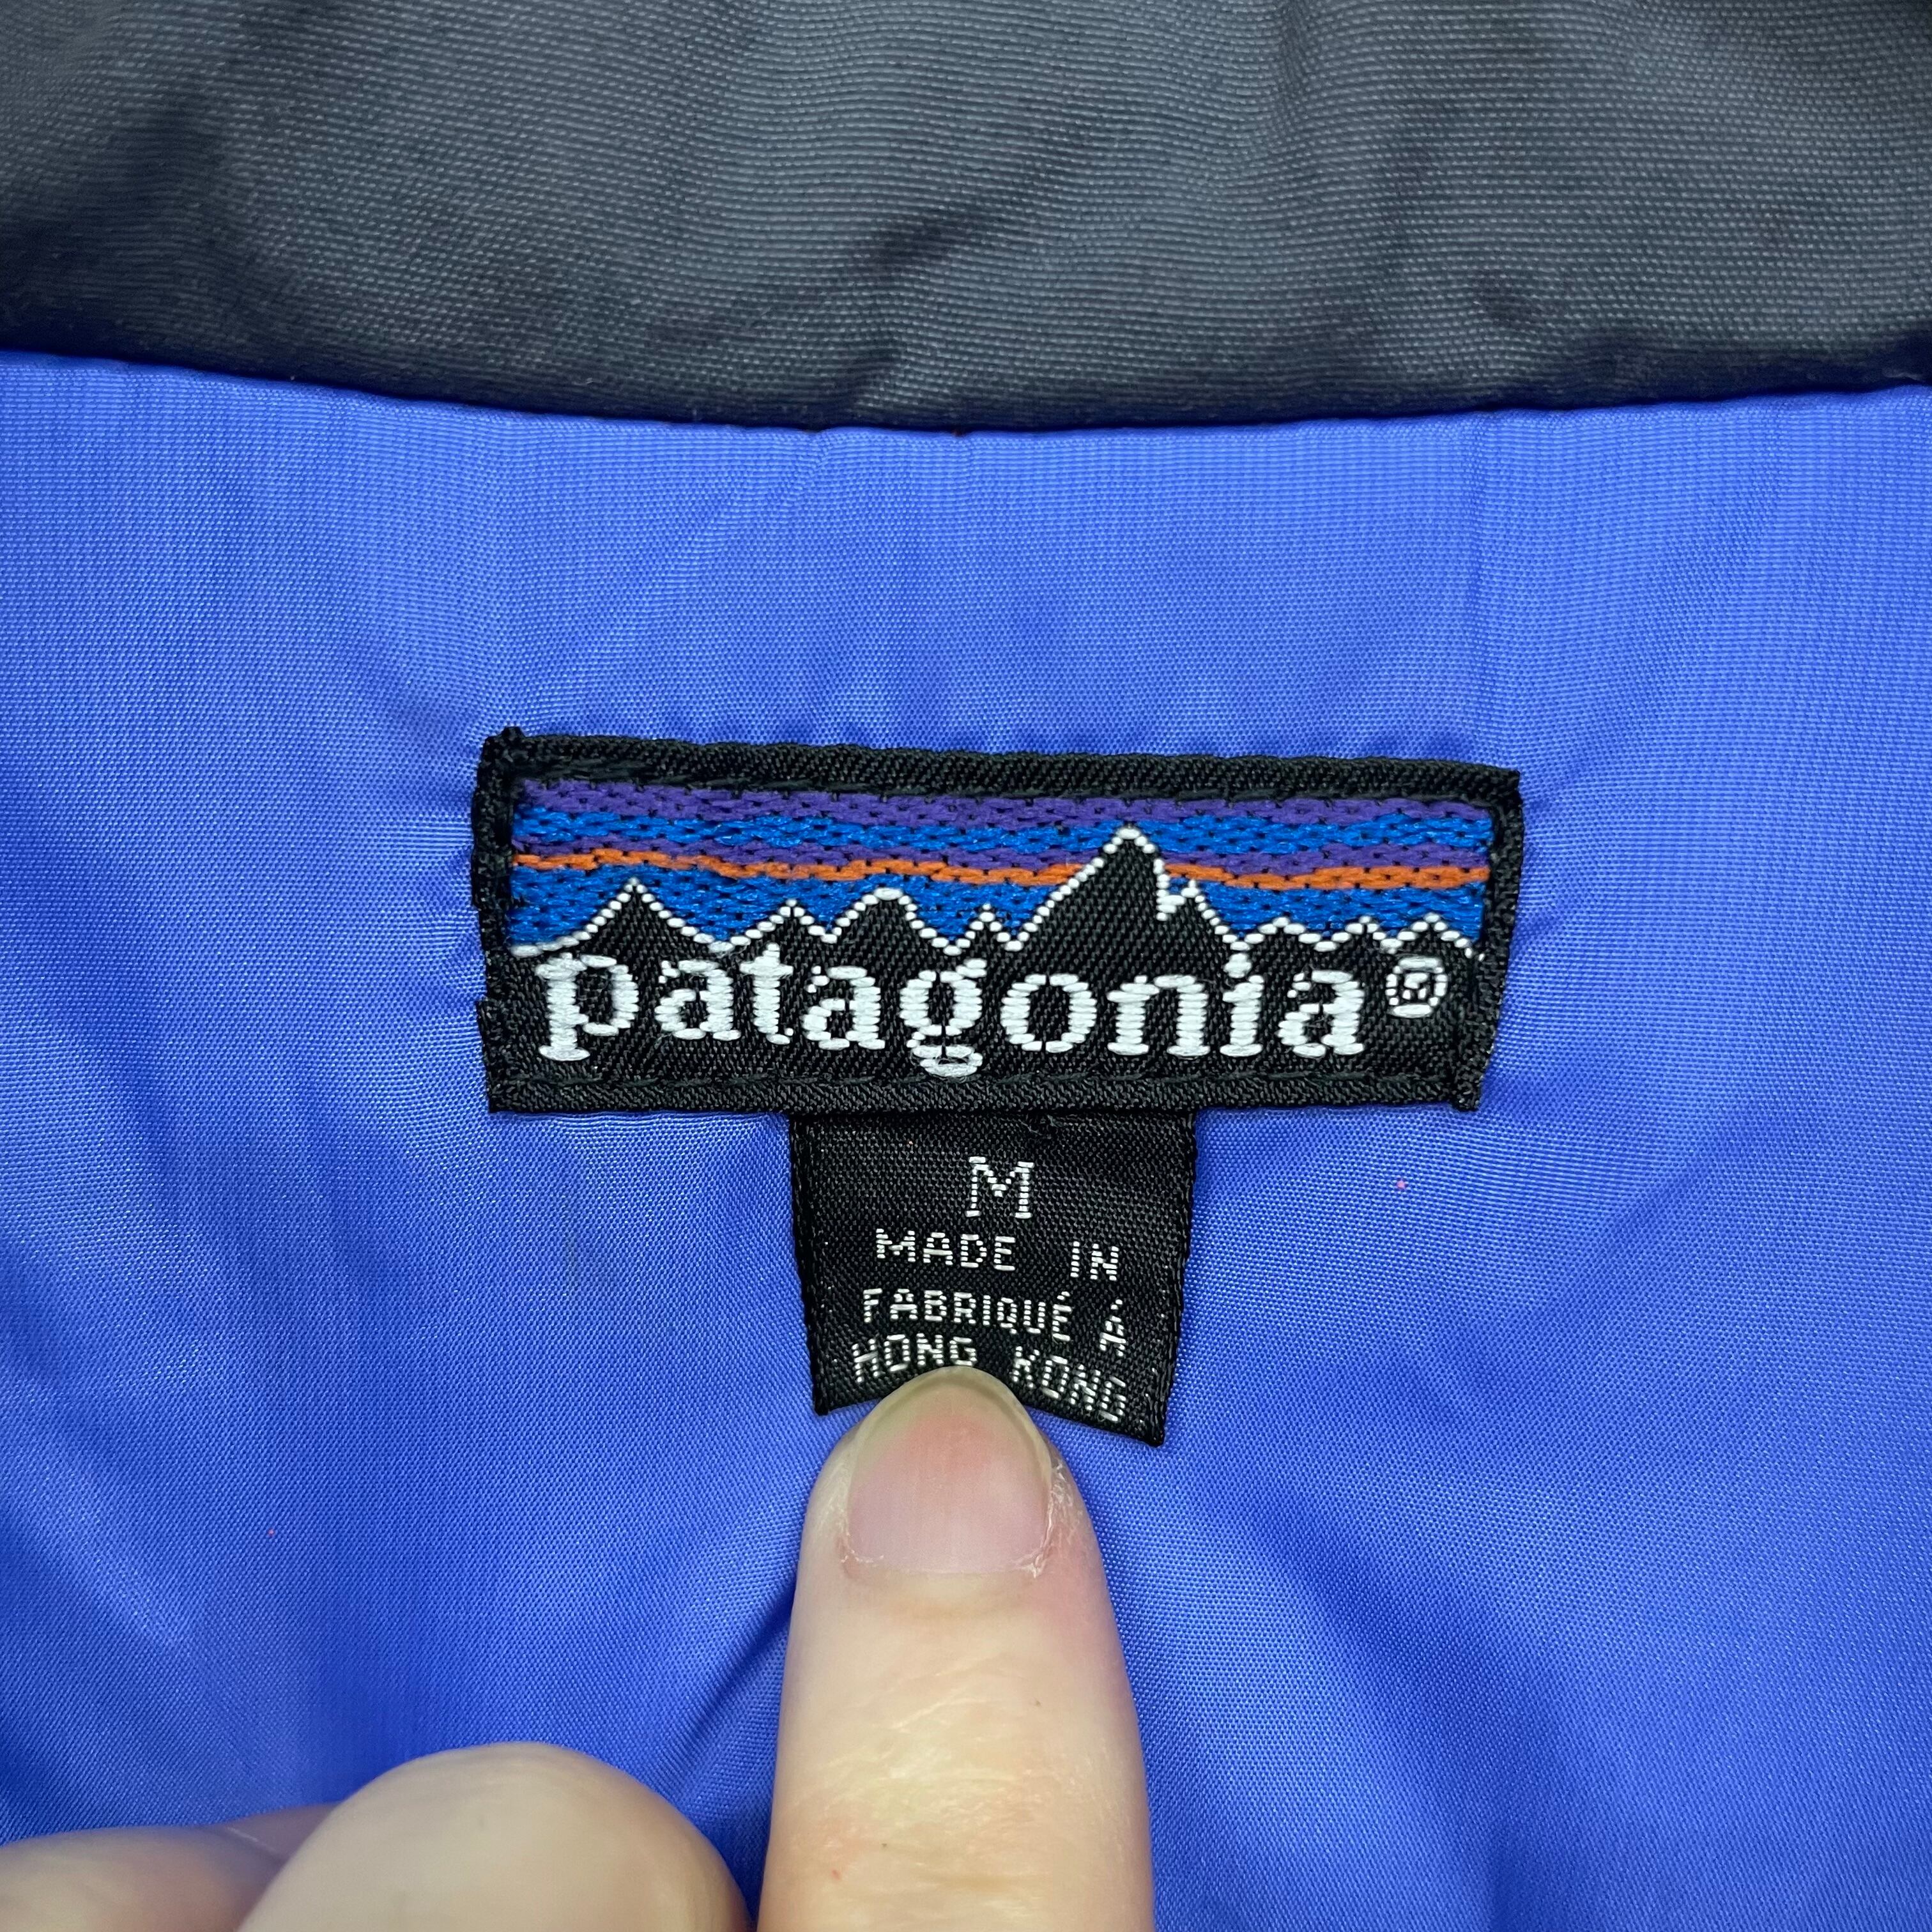 patagonia®
M
MADE IN
FABRIQUÉ Á
HONG KONG